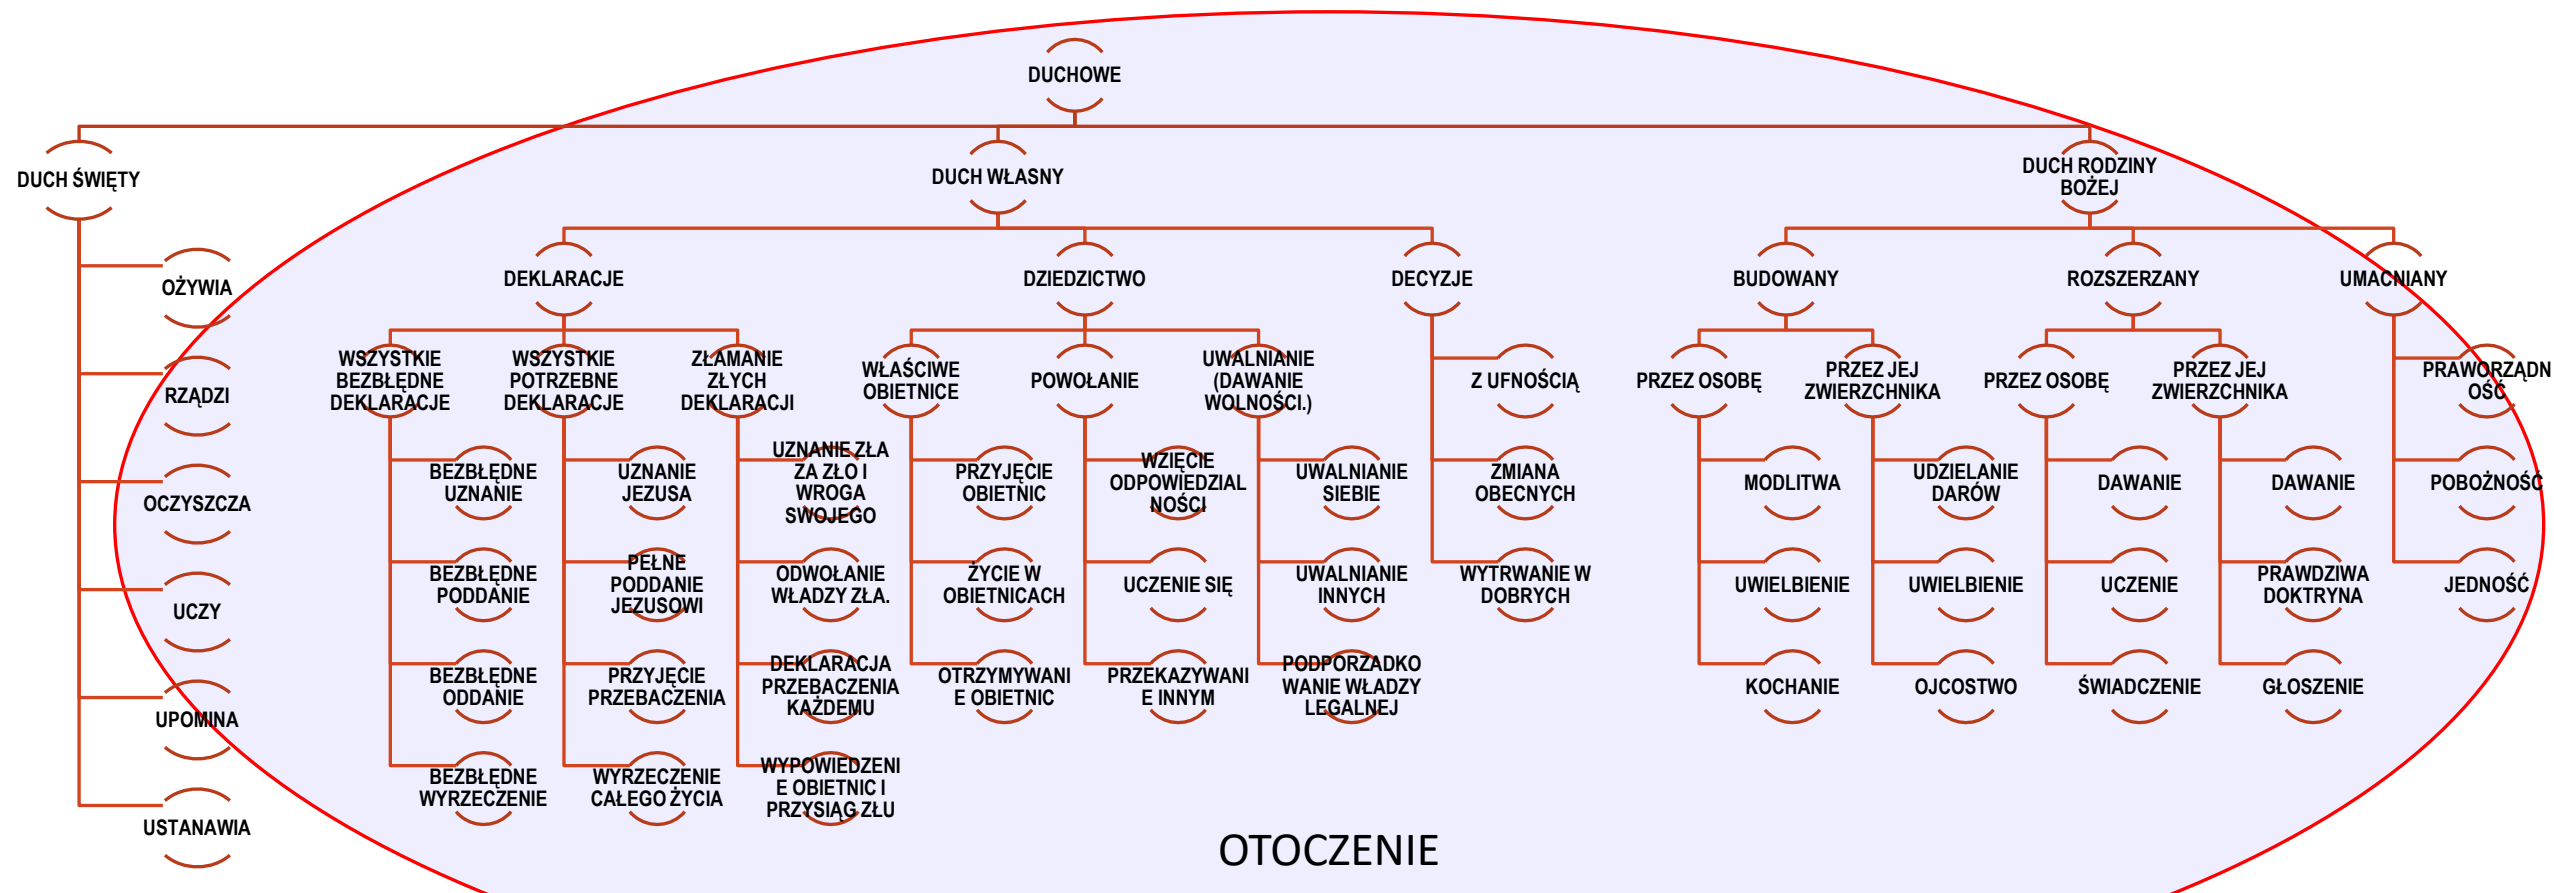 DUCHOWE
DUCH ŚWIĘTY
DUCH WŁASNY
DUCH RODZINY
BOŻEJ
OŻYWIA
RZĄDZI
OCZYSZCZA
UCZY
UPOMINA
USTANAWIA
DEKLARACJE
DZIEDZICTWO
DECYZJE
BUDOWANY
ROZSZERZANY
UMACNIANY
WSZYSTKIE
BEZBŁĘDNE
DEKLARACJE
BEZBŁĘDNE
UZNANIE
BEZBŁĘDNE
PODDANIE
BEZBŁĘDNE
ODDANIE
BEZBŁĘDNE
WYRZECZENIE
WSZYSTKIE
POTRZEBNE
DEKLARACJE
UZNANIE
JEZUSA
PEŁNE
PODDANIE
JEZUSOWI
PRZYJĘCIE
PRZEBACZENIA
WYRZECZENIE
CAŁEGO ŻYCIA
ZŁAMANIE
ZŁYCH
DEKLARACJI
UZNANIE ZŁA
ZA ZŁO I
WROGA
SWOJEGO
ODWOŁANIE
WŁADZY ZŁA.
DEKLARACJA
PRZEBACZENIA
KAŻDEMU
WYPOWIEDZENI
E OBIETNIC I
PRZYSIĄG ZŁU
WŁAŚCIWE
OBIETNICE
PRZYJĘCIE
OBIETNIC
ŻYCIE W
OBIETNICACH
OTRZYMYWANI
E OBIETNIC
POWOŁANIE
WZIĘCIE
ODPOWIEDZIAL
NOŚCI
UCZENIE SIĘ
PRZEKAZYWANI
E INNYM
UWALNIANIE
(DAWANIE
WOLNOŚCI.)
UWALNIANIE
SIEBIE
UWALNIANIE
INNYCH
PODPORZADKO
WANIE WŁADZY
LEGALNEJ
Z UFNOŚCIĄ
ZMIANA
OBECNYCH
WYTRWANIE W
DOBRYCH
PRZEZ OSOBĘ
MODLITWA
UWIELBIENIE
KOCHANIE
PRZEZ JEJ
ZWIERZCHNIKA
UDZIELANIE
DARÓW
UWIELBIENIE
OJCOSTWO
PRZEZ OSOBĘ
DAWANIE
UCZENIE
ŚWIADCZENIE
PRZEZ JEJ
ZWIERZCHNIKA
DAWANIE
PRAWDZIWA
DOKTRYNA
GŁOSZENIE
PRAWORZĄDN
OŚĆ
POBOŻNOŚĆ
JEDNOŚĆ
OTOCZENIE